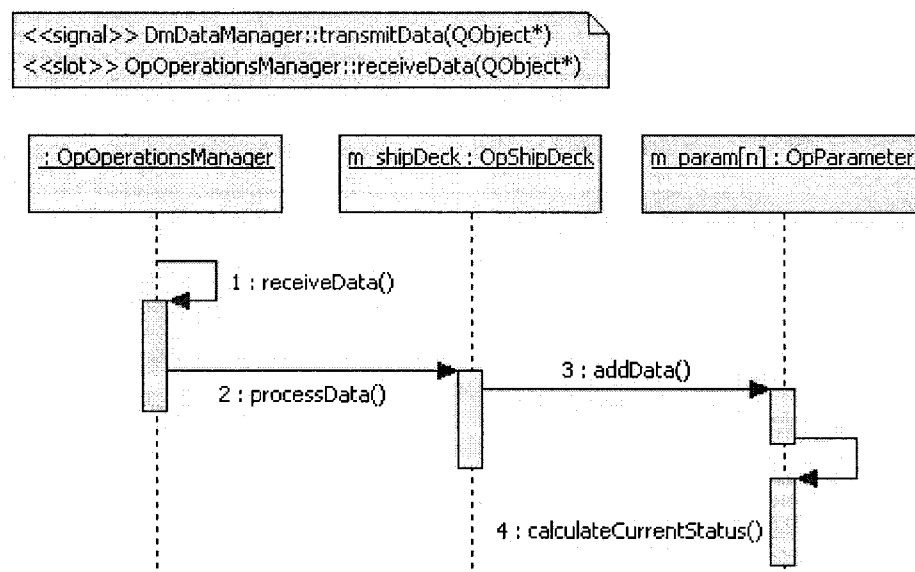 <<signal>> DmDataManager::transmitData(QObject*)
<<slot>> OpOperationsManager::receiveData(QObject*)
: OpOperationsManager
m_shipDeck : OpShipDeck
m_param[n] : OpParameter
1 : receiveData()
2 : processData()
3 : addData()
4 : calculateCurrentStatus()